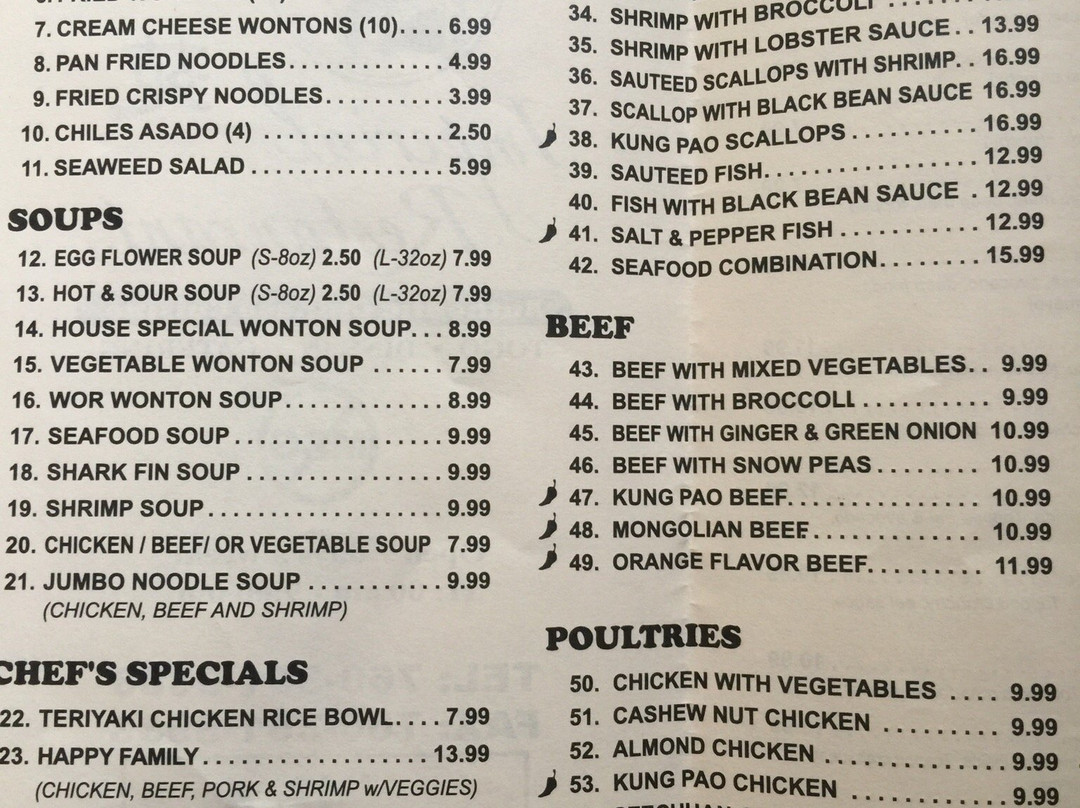 7. CREAM CHEESE WONTONS (10).... 6.99
8. PAN FRIED NOODLES.............. 4.99
9. FRIED CRISPY NOODLES.......... 3.99
10. CHILES ASADO (4) ............... 2.50
11. SEAWEED SALAD ................ 5.99
SOUPS
12. EGG FLOWER SOUP (S-8oz) 2.50 (L-32oz) 7.99
13. HOT & SOUR SOUP (S-8oz) 2.50 (L-32oz) 7.99
14. HOUSE SPECIAL WONTON SOUP... 8.99
15. VEGETABLE WONTON SOUP ...... 7.99
16. WOR WONTON SOUP............. 8.99
17. SEAFOOD SOUP ................. 9.99
18. SHARK FIN SOUP ................ 9.99
19. SHRIMP SOUP................... 9.99
20. CHICKEN / BEEF/ OR VEGETABLE SOUP 7.99
21. JUMBO NOODLE SOUP ........... 9.99
(CHICKEN, BEEF AND SHRIMP)
CHEF'S SPECIALS
22. TERIYAKI CHICKEN RICE BOWL.... 7.99
23. HAPPY FAMILY................... 13.99
(CHICKEN, BEEF, PORK & SHRIMP w/VEGGIES)
34. SHRIMP WITH BROCCOLI
35. SHRIMP WITH LOBSTER SAUCE.. 13.99
36. SAUTEED SCALLOPS WITH SHRIMP.. 16.99
37. SCALLOP WITH BLACK BEAN SAUCE 16.99
38. KUNG PAO SCALLOPS .......... 16.99
39. SAUTEED FISH................. 12.99
40. FISH WITH BLACK BEAN SAUCE . 12.99
41. SALT & PEPPER FISH ........... 12.99
42. SEAFOOD COMBINATION........ 15.99
BEEF
43. BEEF WITH MIXED VEGETABLES.. 9.99
44. BEEF WITH BROCCOLI .......... 9.99
45. BEEF WITH GINGER & GREEN ONION 10.99
46. BEEF WITH SNOW PEAS........ 10.99
47. KUNG PAO BEEF............... 10.99
48. MONGOLIAN BEEF............. 10.99
49. ORANGE FLAVOR BEEF......... 11.99
POULTRIES
50. CHICKEN WITH VEGETABLES .... 9.99
51. CASHEW NUT CHICKEN ......... 9.99
52. ALMOND CHICKEN ............. 9.99
53. KUNG PAO CHICKEN ........... 9.99